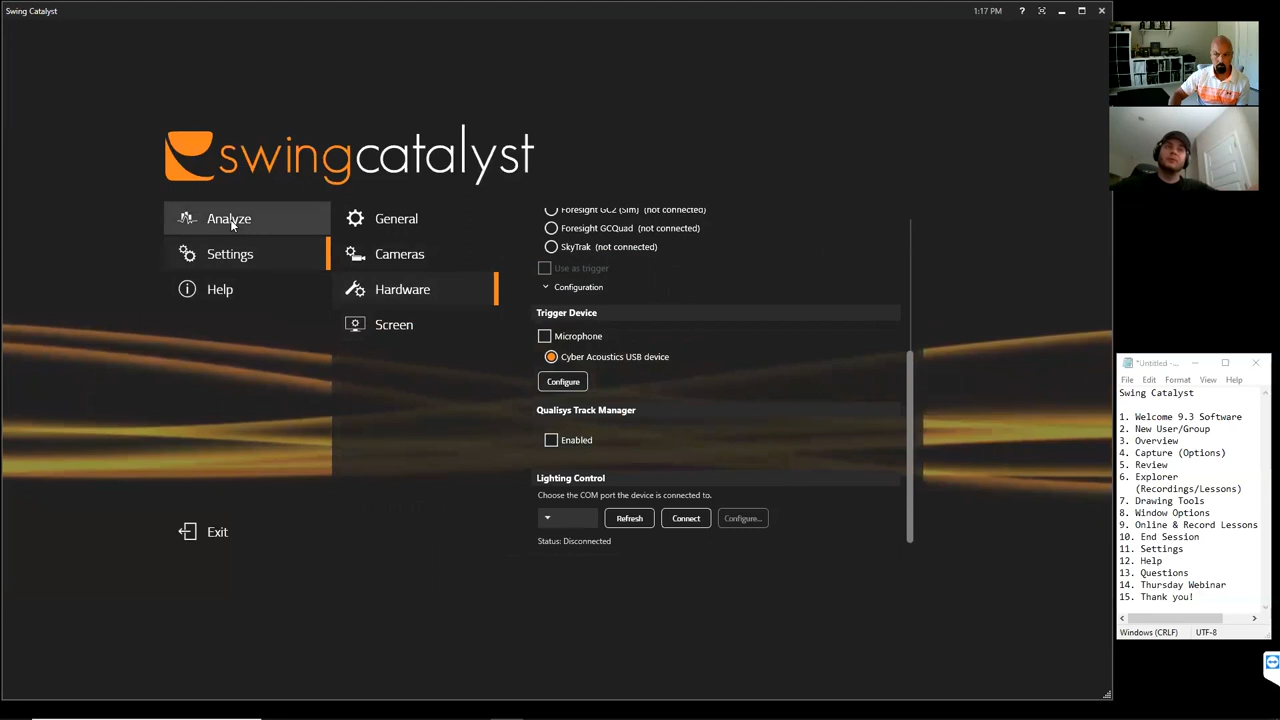 Swing Catalyst
1:17 PM
?
swingcatalyst
Analyze
Settings
Help
Exit
General
Cameras
Hardware
Screen
Foresight GC2 (Sim) (not connected)
Foresight GCQuad (not connected)
SkyTrak (not connected)
Use as trigger
Configuration
Trigger Device
Microphone
Cyber Acoustics USB device
Configure
Qualisys Track Manager
Enabled
Lighting Control
Choose the COM port the device is connected to.
Refresh
Connect
Configure...
Status: Disconnected
*Untitled -...
File Edit Format View Help
Swing Catalyst
1. Welcome 9.3 Software
2. New User/Group
3. Overview
4. Capture (Options)
5. Review
6. Explorer
(Recordings/Lessons)
7. Drawing Tools
8. Window Options
9. Online & Record Lessons
10. End Session
11. Settings
12. Help
13. Questions
14. Thursday Webinar
15. Thank you!
Windows (CRLF) UTF-8